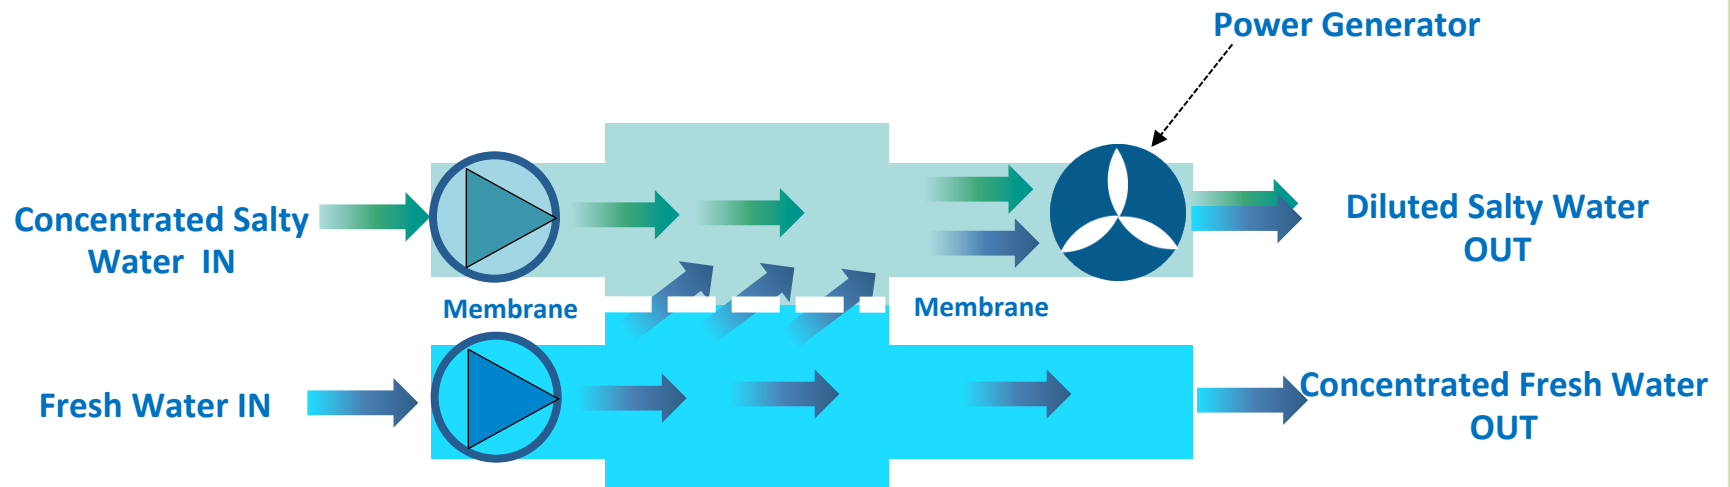 Power Generator
Concentrated Salty
Water IN
Diluted Salty Water
OUT
Membrane
Membrane
Fresh Water IN
Concentrated Fresh Water
OUT